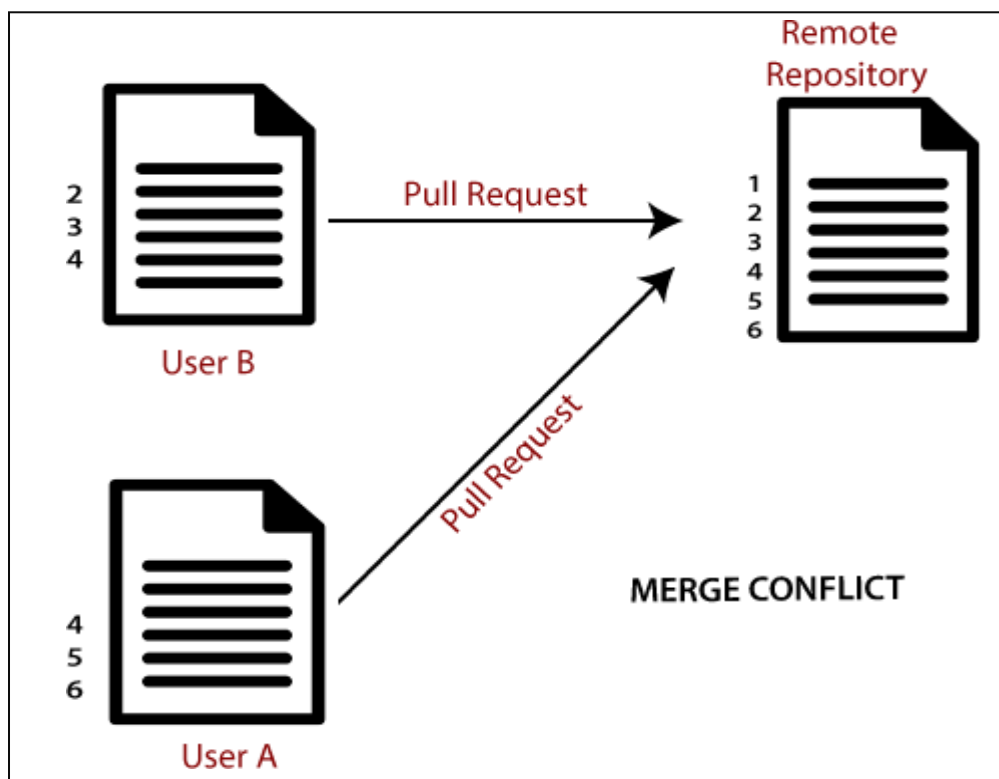 Remote
Repository
2
3
4
Pull Request
1
2
3
4
5
6
User B
Pull Request
4
5
6
MERGE CONFLICT
User A